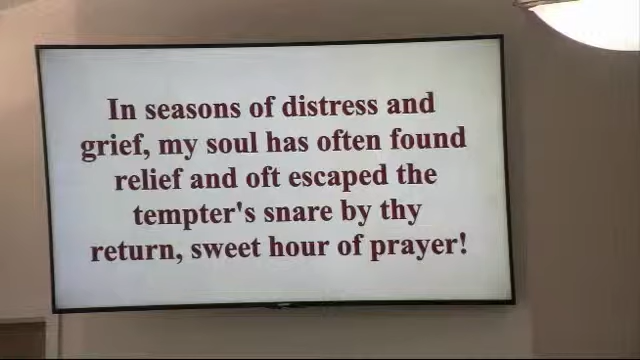 In seasons of distress and
grief, my soul has often found
relief and oft escaped the
tempter's snare by thy
return, sweet hour of prayer!